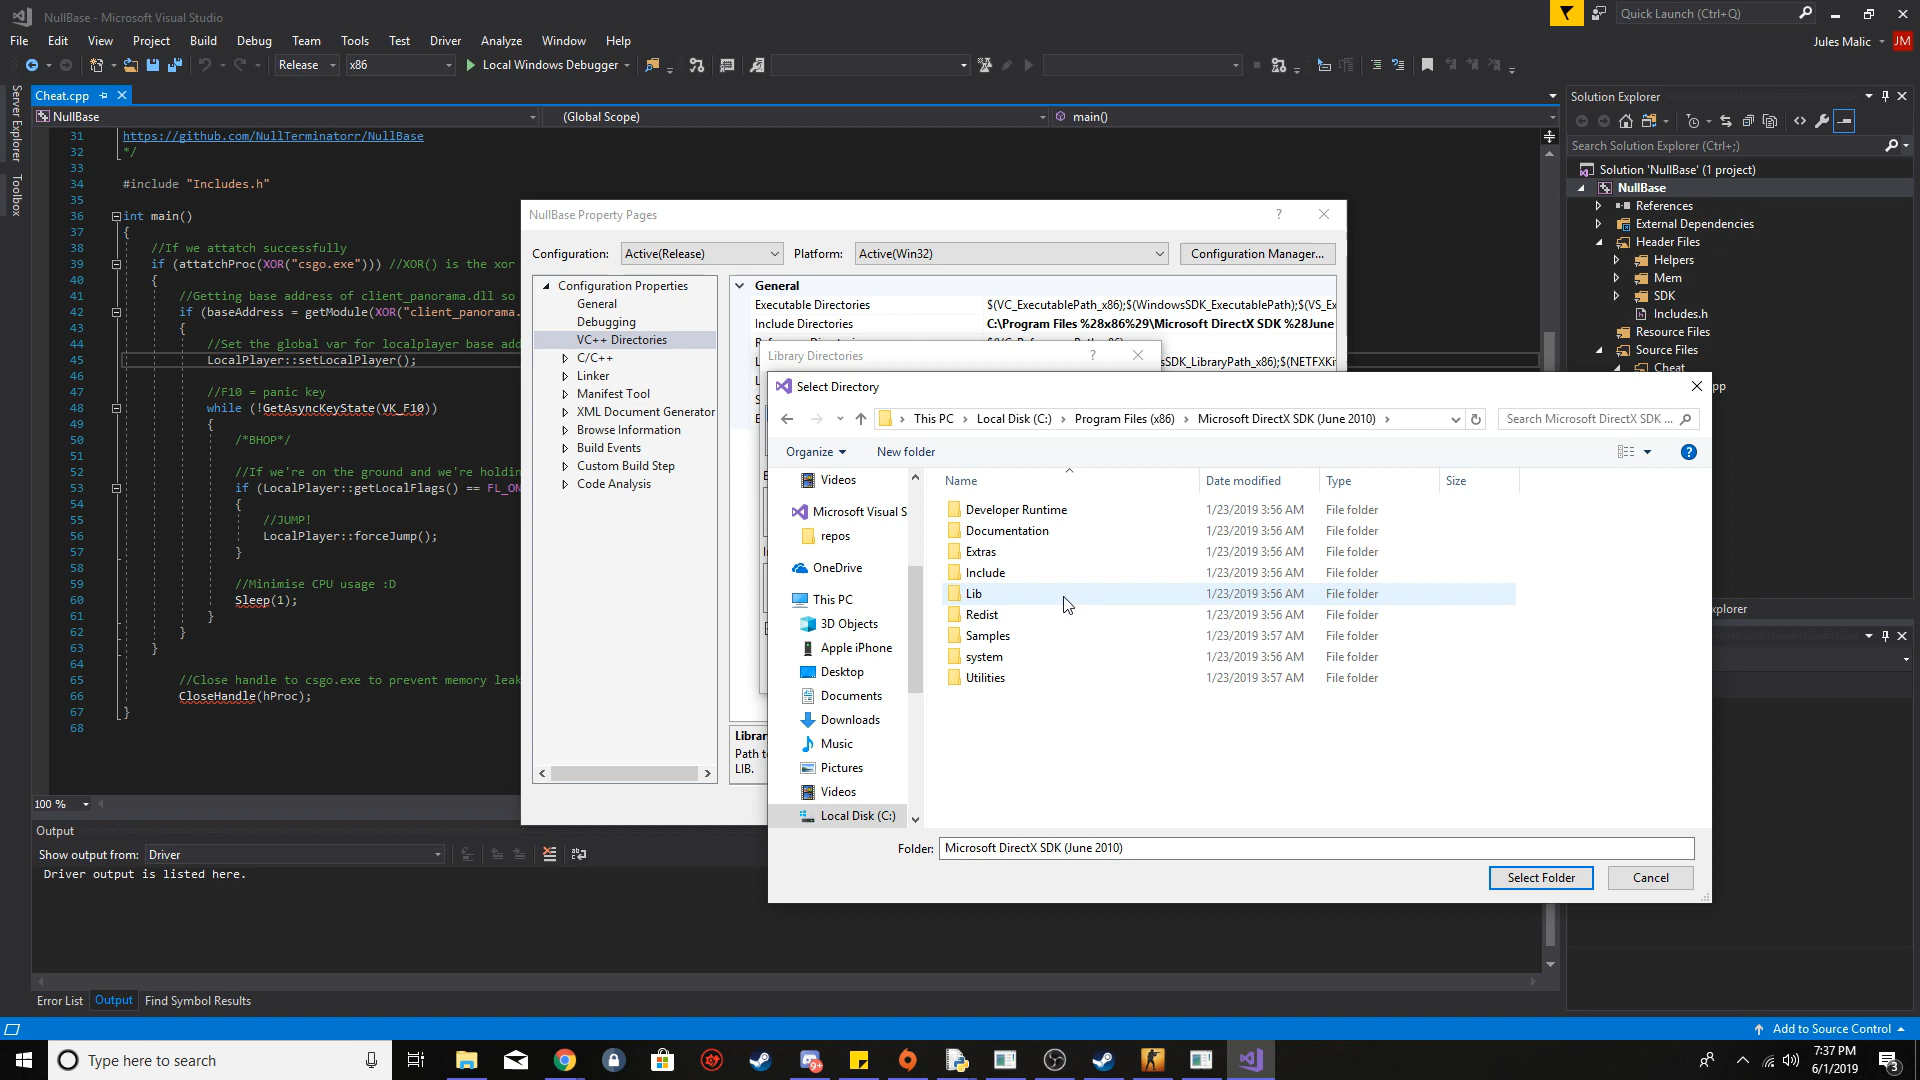 NullBase - Microsoft Visual Studio
Quick Launch (Ctrl+Q)
File Edit View Project Build Debug Team Tools Test Driver Analyze Window Help
Jules Malic JM
Release x86 Local Windows Debugger
Server Explorer
Toolbox
Cheat.cpp
NullBase (Global Scope) main()
31 https://github.com/NullTerminatorr/NullBase
32 */
33
34 #include "Includes.h"
35
36 int main()
37 {
38 //If we attatch successfully
39 if (attatchProc(XOR("csgo.exe"))) //XOR() is the xor
40 {
41 //Getting base address of client_panorama.dll so
42 if (baseAddress = getModule(XOR("client_panorama.
43 {
44 //Set the global var for localplayer base add
45 LocalPlayer::setLocalPlayer();
46
47 //F10 = panic key
48 while (!GetAsyncKeyState(VK_F10))
49 {
50 /*BHOP*/
51
52 //If we're on the ground and we're holdin
53 if (LocalPlayer::getLocalFlags() == FL_ON
54 {
55 //JUMP!
56 LocalPlayer::forceJump();
57 }
58
59 //Minimise CPU usage :D
60 Sleep(1);
61 }
62 }
63 }
64
65 //Close handle to csgo.exe to prevent memory leak
66 CloseHandle(hProc);
67 }
68
100 %
Output
Show output from: Driver
Driver output is listed here.
Error List Output Find Symbol Results
Add to Source Control
NullBase Property Pages
Configuration: Active(Release) Platform: Active(Win32) Configuration Manager...
Configuration Properties
General
Debugging
VC++ Directories
C/C++
Linker
Manifest Tool
XML Document Generator
Browse Information
Build Events
Custom Build Step
Code Analysis
General
Executable Directories $(VC_ExecutablePath_x86);$(WindowsSDK_ExecutablePath);$(VS_Ex
Include Directories C:\Program Files %28x86%29\Microsoft DirectX SDK %28June
SDK_LibraryPath_x86);$(NETFXKi
Librar
Path t
LIB.
Library Directories
Select Directory
This PC Local Disk (C:) Program Files (x86) Microsoft DirectX SDK (June 2010)
Search Microsoft DirectX SDK ...
Organize New folder
Videos
Microsoft Visual S
repos
OneDrive
This PC
3D Objects
Apple iPhone
Desktop
Documents
Downloads
Music
Pictures
Videos
Local Disk (C:)
Name Date modified Type Size
Developer Runtime 1/23/2019 3:56 AM File folder
Documentation 1/23/2019 3:56 AM File folder
Extras 1/23/2019 3:56 AM File folder
Include 1/23/2019 3:56 AM File folder
Lib 1/23/2019 3:56 AM File folder
Redist 1/23/2019 3:56 AM File folder
Samples 1/23/2019 3:57 AM File folder
system 1/23/2019 3:56 AM File folder
Utilities 1/23/2019 3:57 AM File folder
Folder: Microsoft DirectX SDK (June 2010)
Select Folder Cancel
Solution Explorer
Search Solution Explorer (Ctrl+;)
Solution 'NullBase' (1 project)
NullBase
References
External Dependencies
Header Files
Helpers
Mem
SDK
Includes.h
Resource Files
Source Files
Cheat
pp
xplorer
Type here to search
7:37 PM
6/1/2019
3